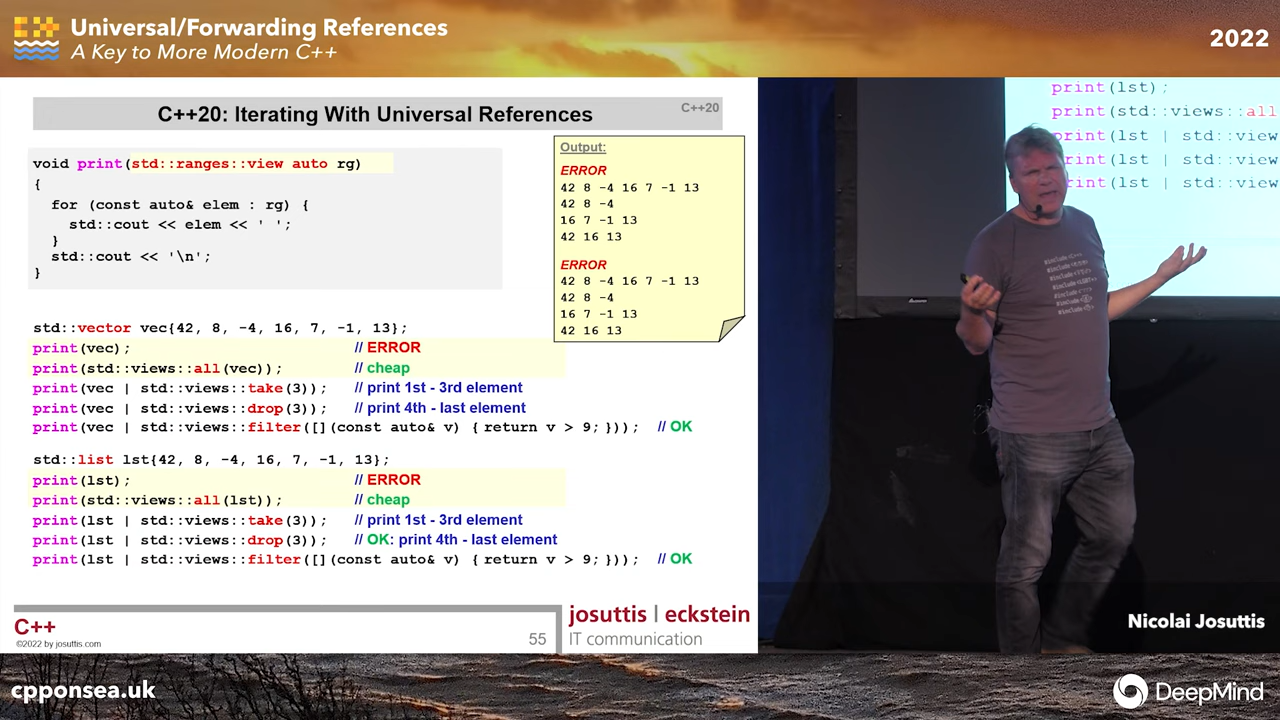 Universal/Forwarding References
A Key to More Modern C++
2022
C++20: Iterating With Universal References
C++20
void print(std::ranges::view auto rg)
{
for (const auto& elem : rg) {
std::cout << elem << ' ';
}
std::cout << '\n';
}
Output:
ERROR
42 8 -4 16 7 -1 13
42 8 -4
16 7 -1 13
42 16 13
ERROR
42 8 -4 16 7 -1 13
42 8 -4
16 7 -1 13
42 16 13
std::vector vec{42, 8, -4, 16, 7, -1, 13};
print(vec); // ERROR
print(std::views::all(vec)); // cheap
print(vec | std::views::take(3)); // print 1st - 3rd element
print(vec | std::views::drop(3)); // print 4th - last element
print(vec | std::views::filter([](const auto& v) { return v > 9; })); // OK
std::list lst{42, 8, -4, 16, 7, -1, 13};
print(lst); // ERROR
print(std::views::all(lst)); // cheap
print(lst | std::views::take(3)); // print 1st - 3rd element
print(lst | std::views::drop(3)); // OK: print 4th - last element
print(lst | std::views::filter([](const auto& v) { return v > 9; })); // OK
C++
©2022 by josuttis.com
55
josuttis | eckstein
IT communication
print(lst);
print(std::views::all
print(lst | std::view
print(lst | std::view
print(lst | std::view
Nicolai Josuttis
cpponsea.uk
DeepMind